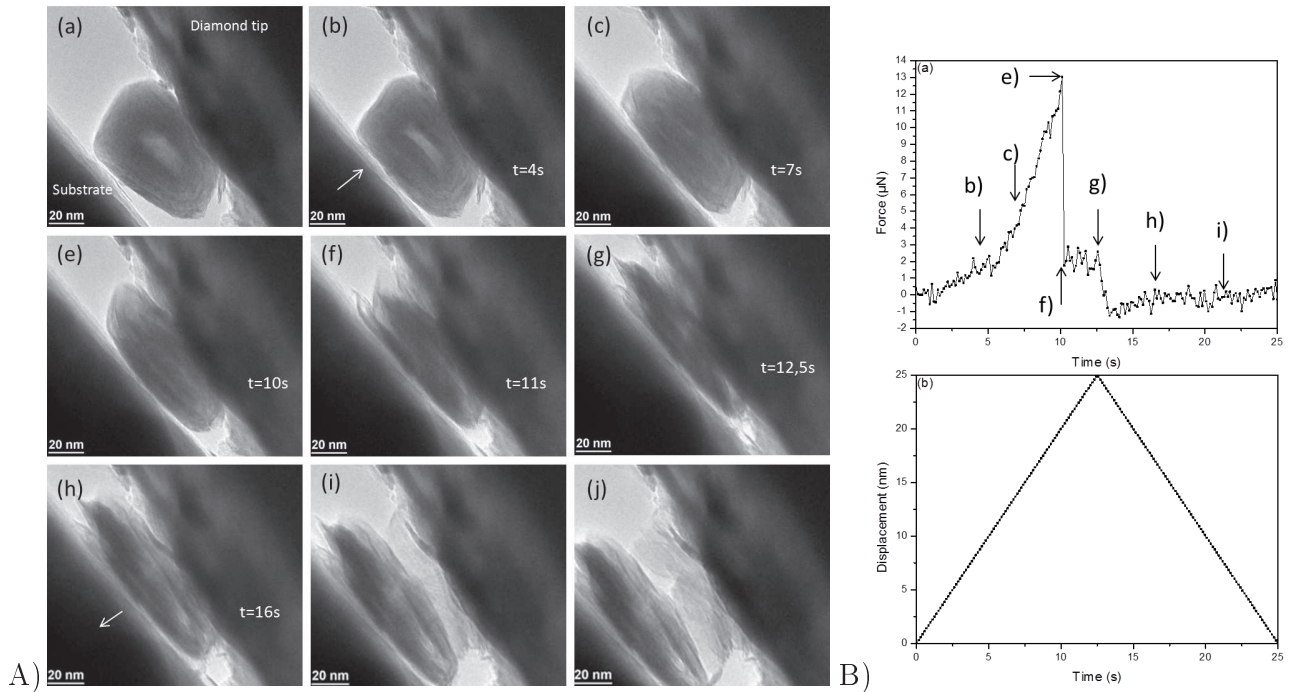 (a)
Diamond tip
Substrate
20 nm
(b)
t=4s
20 nm
(c)
t=7s
20 nm
(e)
t=10s
20 nm
(f)
t=11s
20 nm
(g)
t=12,5s
20 nm
(h)
t=16s
20 nm
(i)
20 nm
(j)
20 nm
A)
(a)
Force (µN)
13
12
11
10
9
8
7
6
5
4
3
2
1
0
-1
-2
e)
c)
b)
g)
h)
i)
f)
0 5 10 15 20 25
Time (s)
(b)
Displacement (nm)
25
20
15
10
5
0
0 5 10 15 20 25
Time (s)
B)